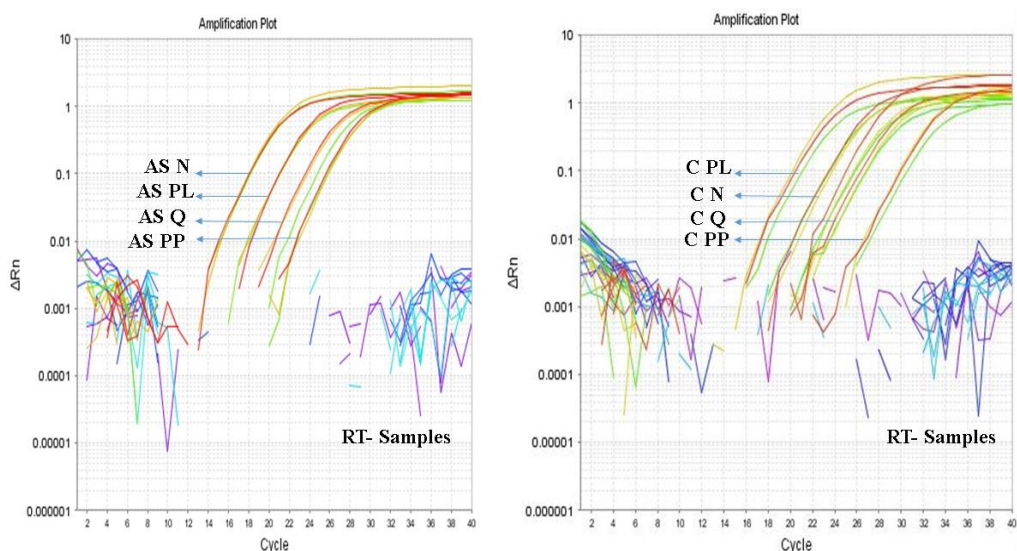 Amplification Plot
10
1
0.1
0.01
0.001
0.0001
0.00001
0.000001
ΔRn
AS N
AS PL
AS Q
AS PP
RT- Samples
2 4 6 8 10 12 14 16 18 20 22 24 26 28 30 32 34 36 38 40
Cycle
Amplification Plot
10
1
0.1
0.01
0.001
0.0001
0.00001
0.000001
ΔRn
C PL
C N
C Q
C PP
RT- Samples
2 4 6 8 10 12 14 16 18 20 22 24 26 28 30 32 34 36 38 40
Cycle